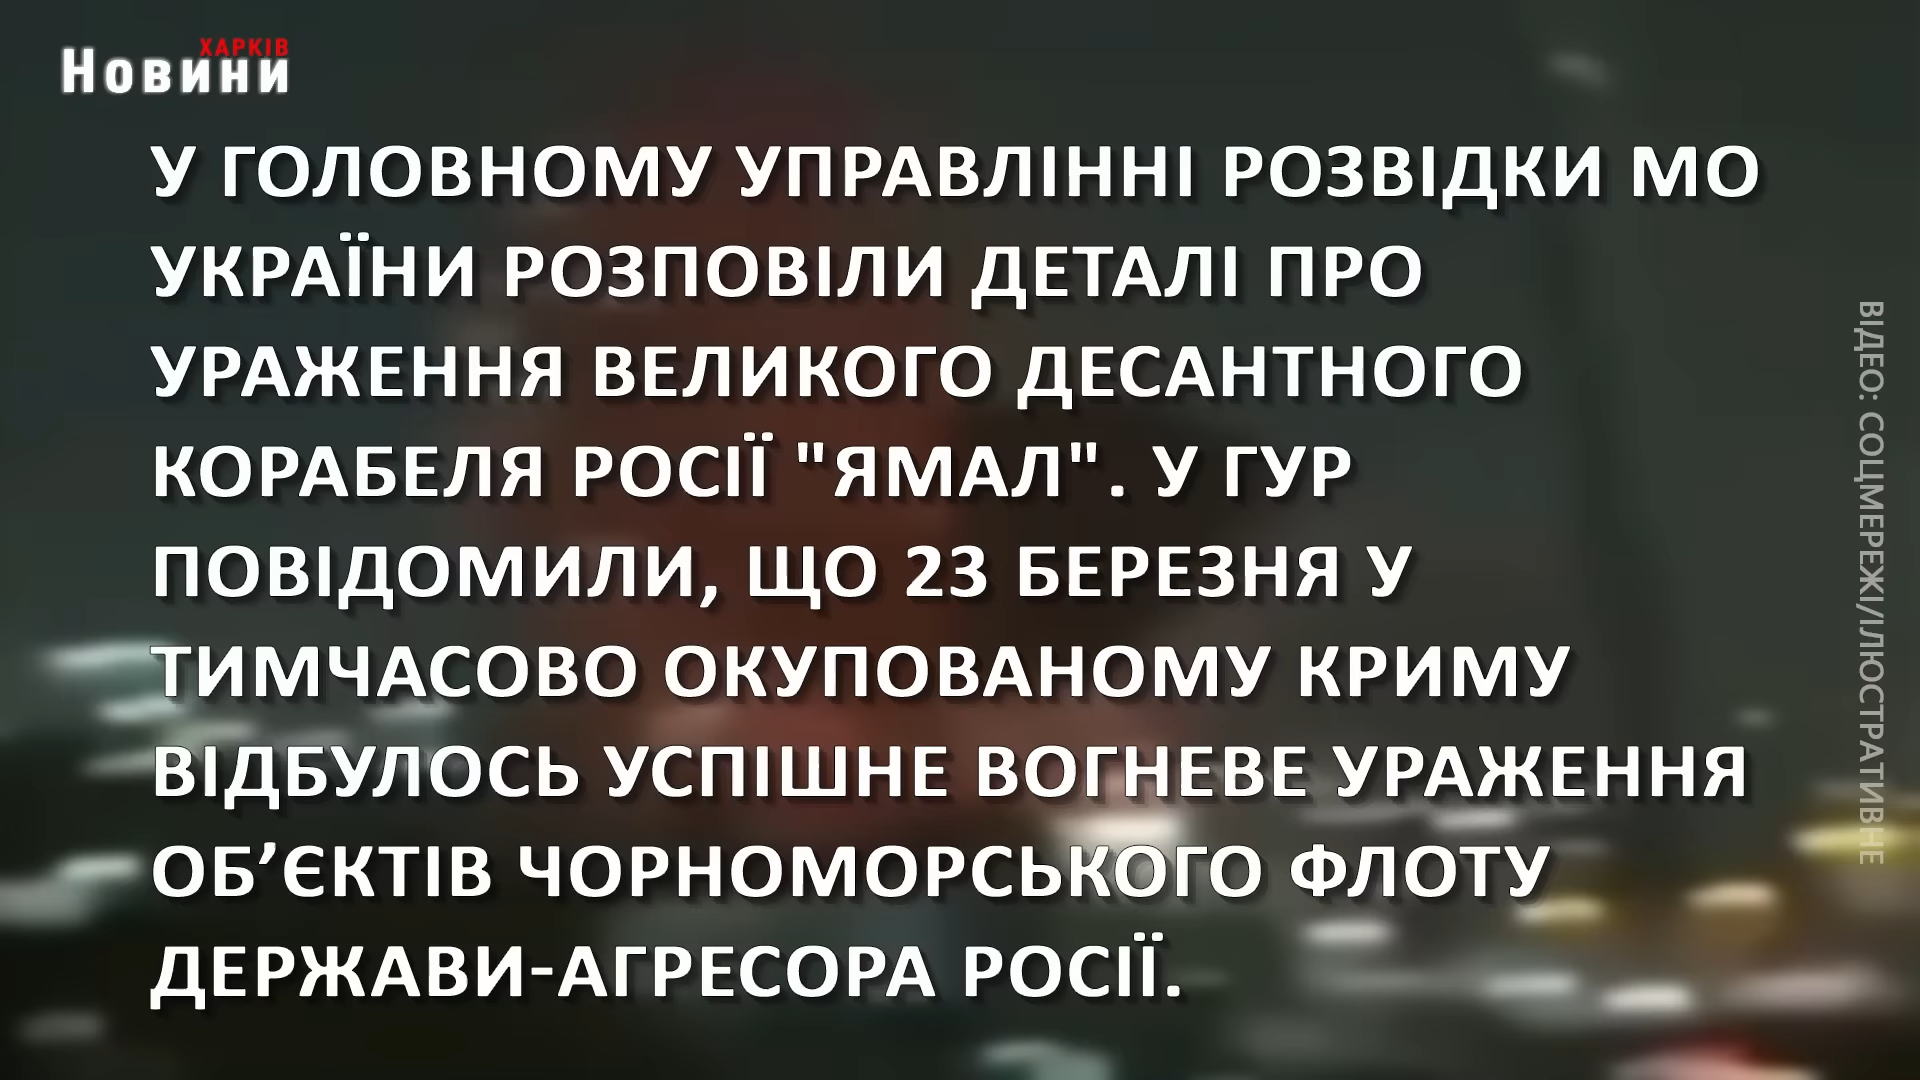 ХАРКІВ
Новини
У ГОЛОВНОМУ УПРАВЛІННІ РОЗВІДКИ МО
УКРАЇНИ РОЗПОВІЛИ ДЕТАЛІ ПРО
УРАЖЕННЯ ВЕЛИКОГО ДЕСАНТНОГО
КОРАБЕЛЯ РОСІЇ "ЯМАЛ". У ГУР
ПОВІДОМИЛИ, ЩО 23 БЕРЕЗНЯ У
ТИМЧАСОВО ОКУПОВАНОМУ КРИМУ
ВІДБУЛОСЬ УСПІШНЕ ВОГНЕВЕ УРАЖЕННЯ
ОБ’ЄКТІВ ЧОРНОМОРСЬКОГО ФЛОТУ
ДЕРЖАВИ-АГРЕСОРА РОСІЇ.
ВІДЕО: СОЦМЕРЕЖІ/ІЛЮСТРАТИВНЕ